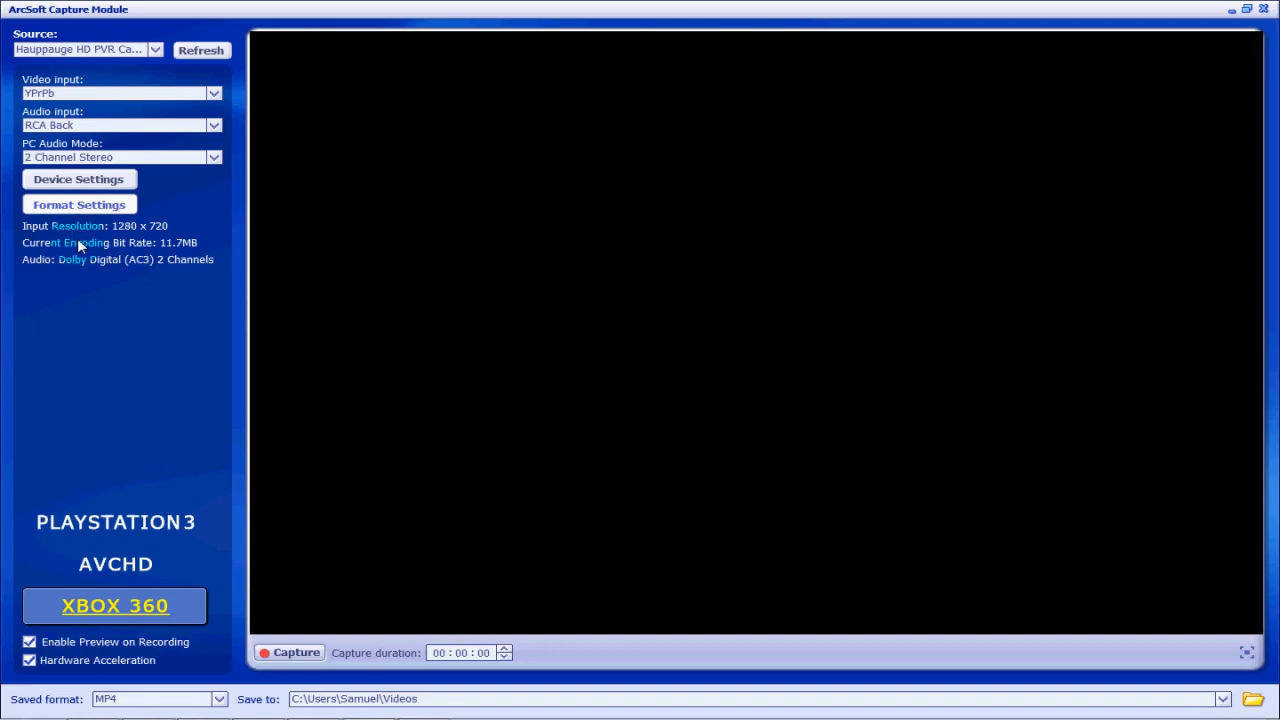 ArcSoft Capture Module
Source:
Hauppauge HD PVR Ca...
Refresh
Video input:
YPrPb
Audio input:
RCA Back
PC Audio Mode:
2 Channel Stereo
Device Settings
Format Settings
Input Resolution: 1280 x 720
Current Encoding Bit Rate: 11.7MB
Audio: Dolby Digital (AC3) 2 Channels
PLAYSTATION3
AVCHD
XBOX 360
Enable Preview on Recording
Hardware Acceleration
Capture
Capture duration: 00 : 00 : 00
Saved format: MP4
Save to: C:\Users\Samuel\Videos